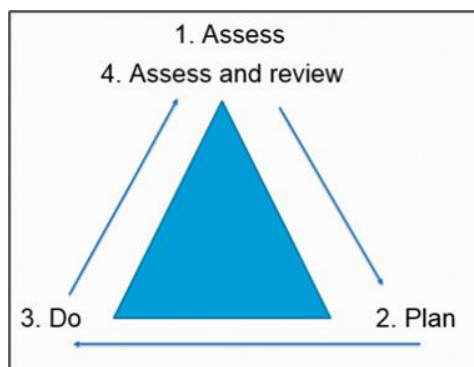 1. Assess
4. Assess and review
3. Do
2. Plan